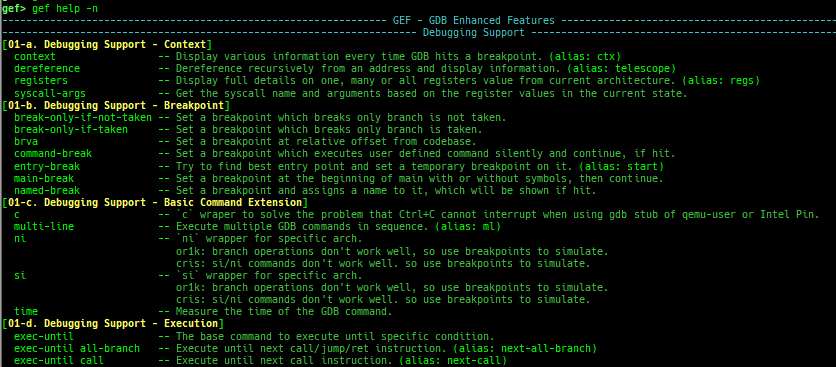 gef> gef help -n
GEF - GDB Enhanced Features
Debugging Support
[01-a. Debugging Support - Context]
context -- Display various information every time GDB hits a breakpoint. (alias: ctx)
dereference -- Dereference recursively from an address and display information. (alias: telescope)
registers -- Display full details on one, many or all registers value from current architecture. (alias: regs)
syscall-args -- Get the syscall name and arguments based on the register values in the current state.
[01-b. Debugging Support - Breakpoint]
break-only-if-not-taken -- Set a breakpoint which breaks only branch is not taken.
break-only-if-taken -- Set a breakpoint which breaks only branch is taken.
brva -- Set a breakpoint at relative offset from codebase.
command-break -- Set a breakpoint which executes user defined command silently and continue, if hit.
entry-break -- Try to find best entry point and set a temporary breakpoint on it. (alias: start)
main-break -- Set a breakpoint at the beginning of main with or without symbols, then continue.
named-break -- Set a breakpoint and assigns a name to it, which will be shown if hit.
[01-c. Debugging Support - Basic Command Extension]
c -- `c` wraper to solve the problem that Ctrl+C cannot interrupt when using gdb stub of qemu-user or Intel Pin.
multi-line -- Execute multiple GDB commands in sequence. (alias: ml)
ni -- `ni` wrapper for specific arch.
or1k: branch operations don't work well, so use breakpoints to simulate.
cris: si/ni commands don't work well. so use breakpoints to simulate.
si -- `si` wrapper for specific arch.
or1k: branch operations don't work well, so use breakpoints to simulate.
cris: si/ni commands don't work well. so use breakpoints to simulate.
time -- Measure the time of the GDB command.
[01-d. Debugging Support - Execution]
exec-until -- The base command to execute until specific condition.
exec-until all-branch -- Execute until next call/jump/ret instruction. (alias: next-all-branch)
exec-until call -- Execute until next call instruction. (alias: next-call)